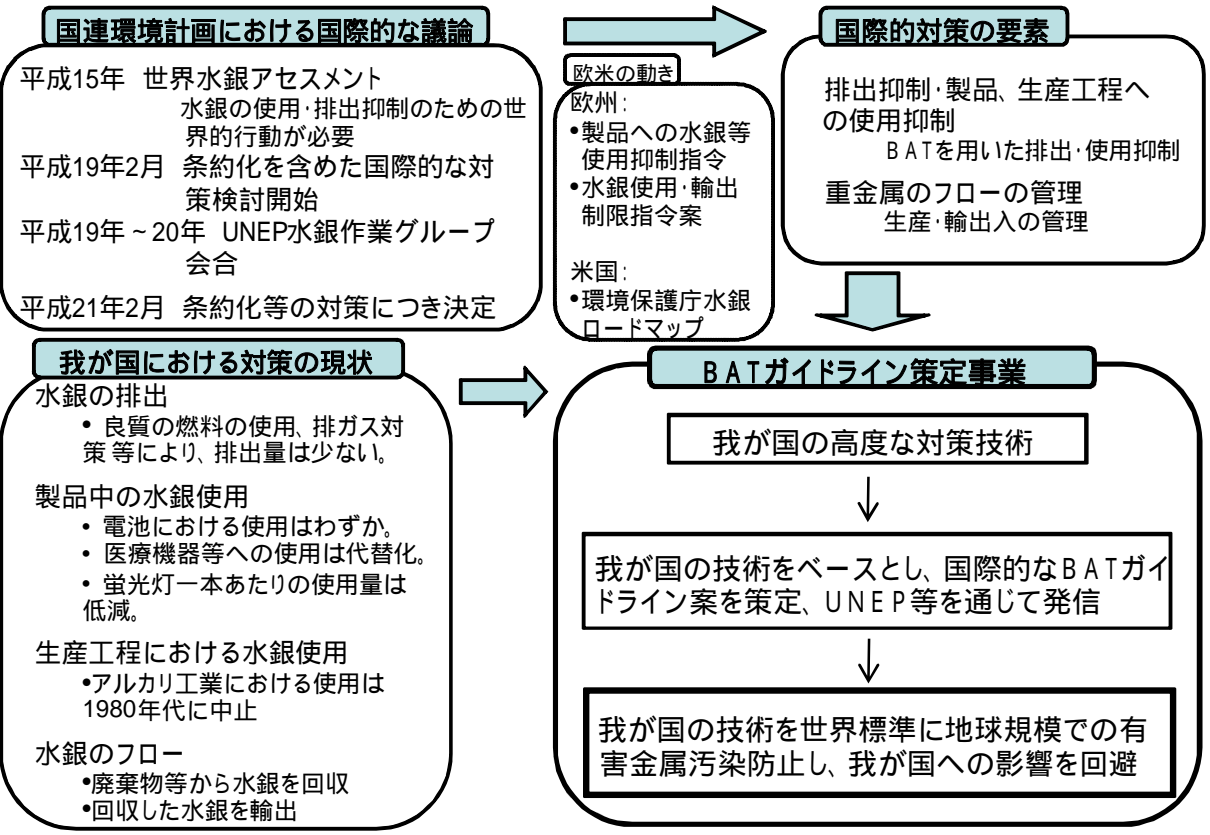 国連環境計画における国際的な議論
平成15年 世界水銀アセスメント
水銀の使用・排出抑制のための世
界的行動が必要
平成19年2月 条約化を含めた国際的な対
策検討開始
平成19年~20年 UNEP水銀作業グループ
会合
平成21年2月 条約化等の対策につき決定
欧米の動き
欧州:
•製品への水銀等
使用抑制指令
•水銀使用・輸出
制限指令案
米国:
•環境保護庁水銀
ロードマップ
国際的対策の要素
排出抑制・製品、生産工程へ
の使用抑制
BATを用いた排出・使用抑制
重金属のフローの管理
生産・輸出入の管理
我が国における対策の現状
水銀の排出
• 良質の燃料の使用、排ガス対
策 等により、排出量は少ない。
製品中の水銀使用
• 電池における使用はわずか。
• 医療機器等への使用は代替化。
• 蛍光灯一本あたりの使用量は
低減。
生産工程における水銀使用
•アルカリ工業における使用は
1980年代に中止
水銀のフロー
•廃棄物等から水銀を回収
•回収した水銀を輸出
BATガイドライン策定事業
我が国の高度な対策技術
我が国の技術をベースとし、国際的なBATガイ
ドライン案を策定、UNEP等を通じて発信
我が国の技術を世界標準に地球規模での有
害金属汚染防止し、我が国への影響を回避